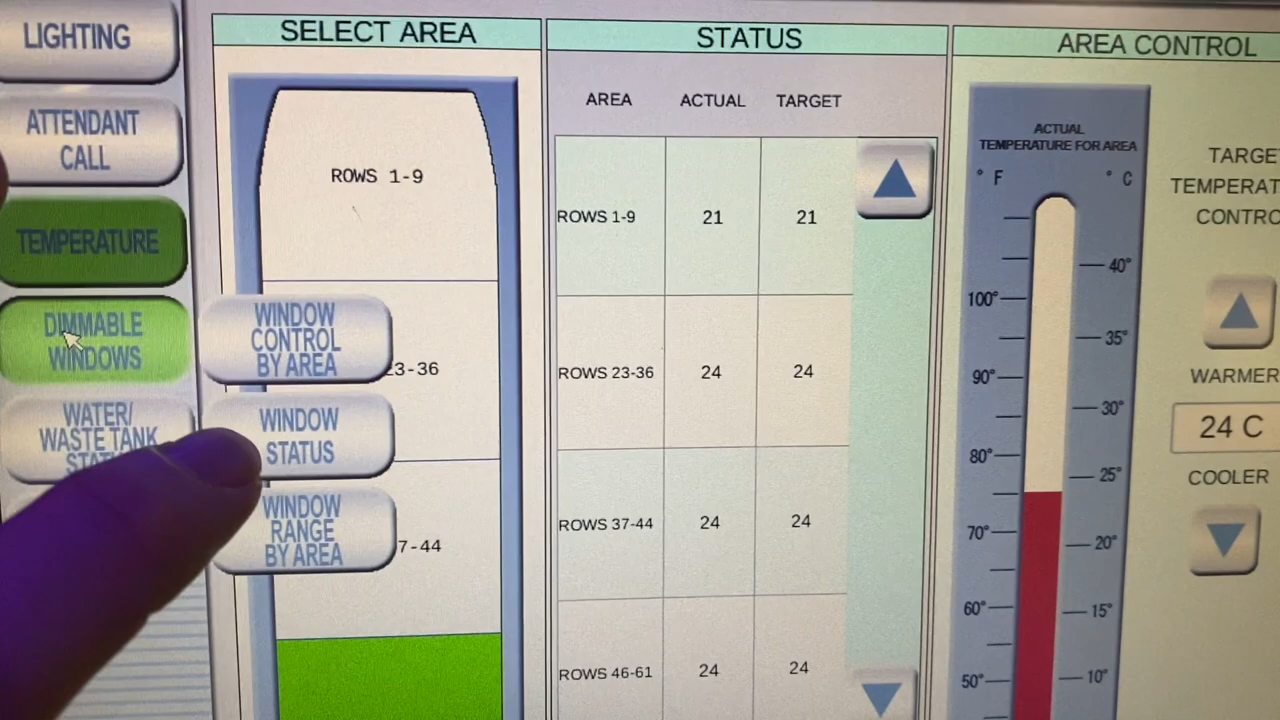 LIGHTING
ATTENDANT
CALL
TEMPERATURE
DIMMABLE
WINDOWS
WATER/
WASTE TANK
WINDOW
CONTROL
BY AREA
WINDOW
STATUS
WINDOW
RANGE
BY AREA
SELECT AREA
ROWS 1-9
23-36
7-44
STATUS
AREA ACTUAL TARGET
ROWS 1-9 21 21
ROWS 23-36 24 24
ROWS 37-44 24 24
ROWS 46-61 24 24
AREA CONTROL
ACTUAL
TEMPERATURE FOR AREA
° F ° C
40°
100°
35°
90°
30°
80°
25°
70°
20°
60°
15°
50°
10°
TARGE
TEMPERAT
CONTRO
WARMER
24 C
COOLER